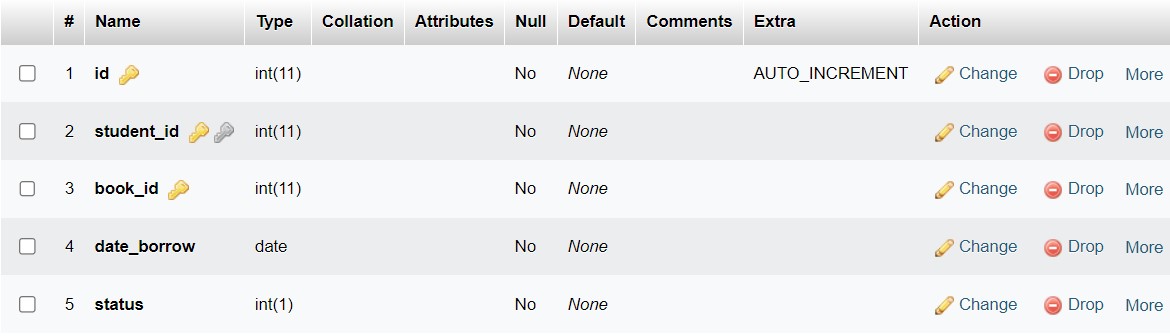 # Name Type Collation Attributes Null Default Comments Extra Action
1 id int(11) No None AUTO_INCREMENT Change Drop More
2 student_id int(11) No None Change Drop More
3 book_id int(11) No None Change Drop More
4 date_borrow date No None Change Drop More
5 status int(1) No None Change Drop More